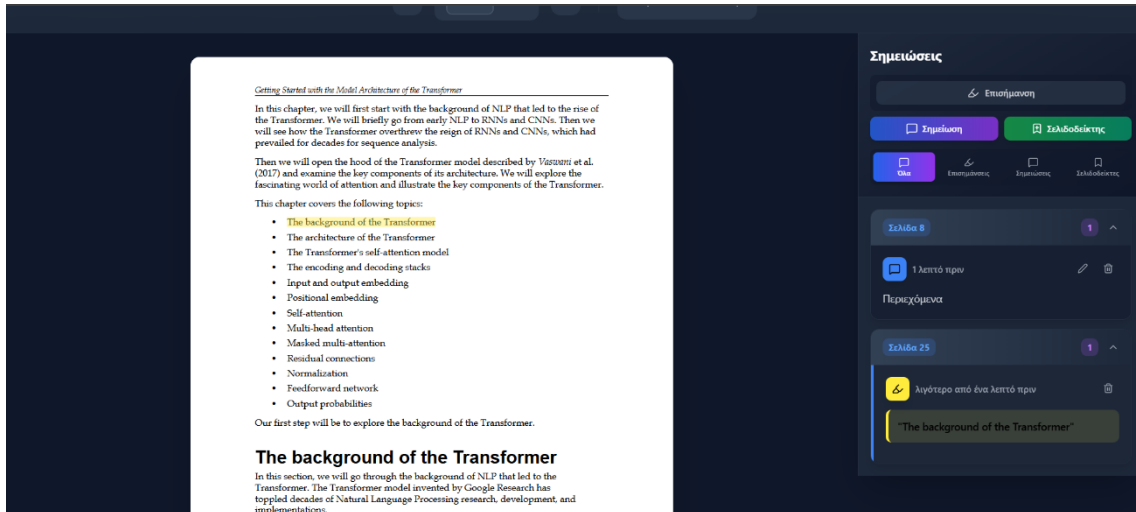 Getting Started with the Model Architecture of the Transformer
In this chapter, we will first start with the background of NLP that led to the rise of
the Transformer. We will briefly go from early NLP to RNNs and CNNs. Then we
will see how the Transformer overthrew the reign of RNNs and CNNs, which had
prevailed for decades for sequence analysis.
Then we will open the hood of the Transformer model described by Vaswani et al.
(2017) and examine the key components of its architecture. We will explore the
fascinating world of attention and illustrate the key components of the Transformer.
This chapter covers the following topics:
• The background of the Transformer
• The architecture of the Transformer
• The Transformer's self-attention model
• The encoding and decoding stacks
• Input and output embedding
• Positional embedding
• Self-attention
• Multi-head attention
• Masked multi-attention
• Residual connections
• Normalization
• Feedforward network
• Output probabilities
Our first step will be to explore the background of the Transformer.
The background of the Transformer
In this section, we will go through the background of NLP that led to the
Transformer. The Transformer model invented by Google Research has
toppled decades of Natural Language Processing research, development, and
implementations.
Σημειώσεις
Επισήμανση
Σημείωση Σελιδοδείκτης
Όλα Επισημάνσεις Σημειώσεις Σελιδοδείκτες
Σελίδα 8 1
1 λεπτό πριν
Περιεχόμενα
Σελίδα 25 1
λιγότερο από ένα λεπτό πριν
"The background of the Transformer"